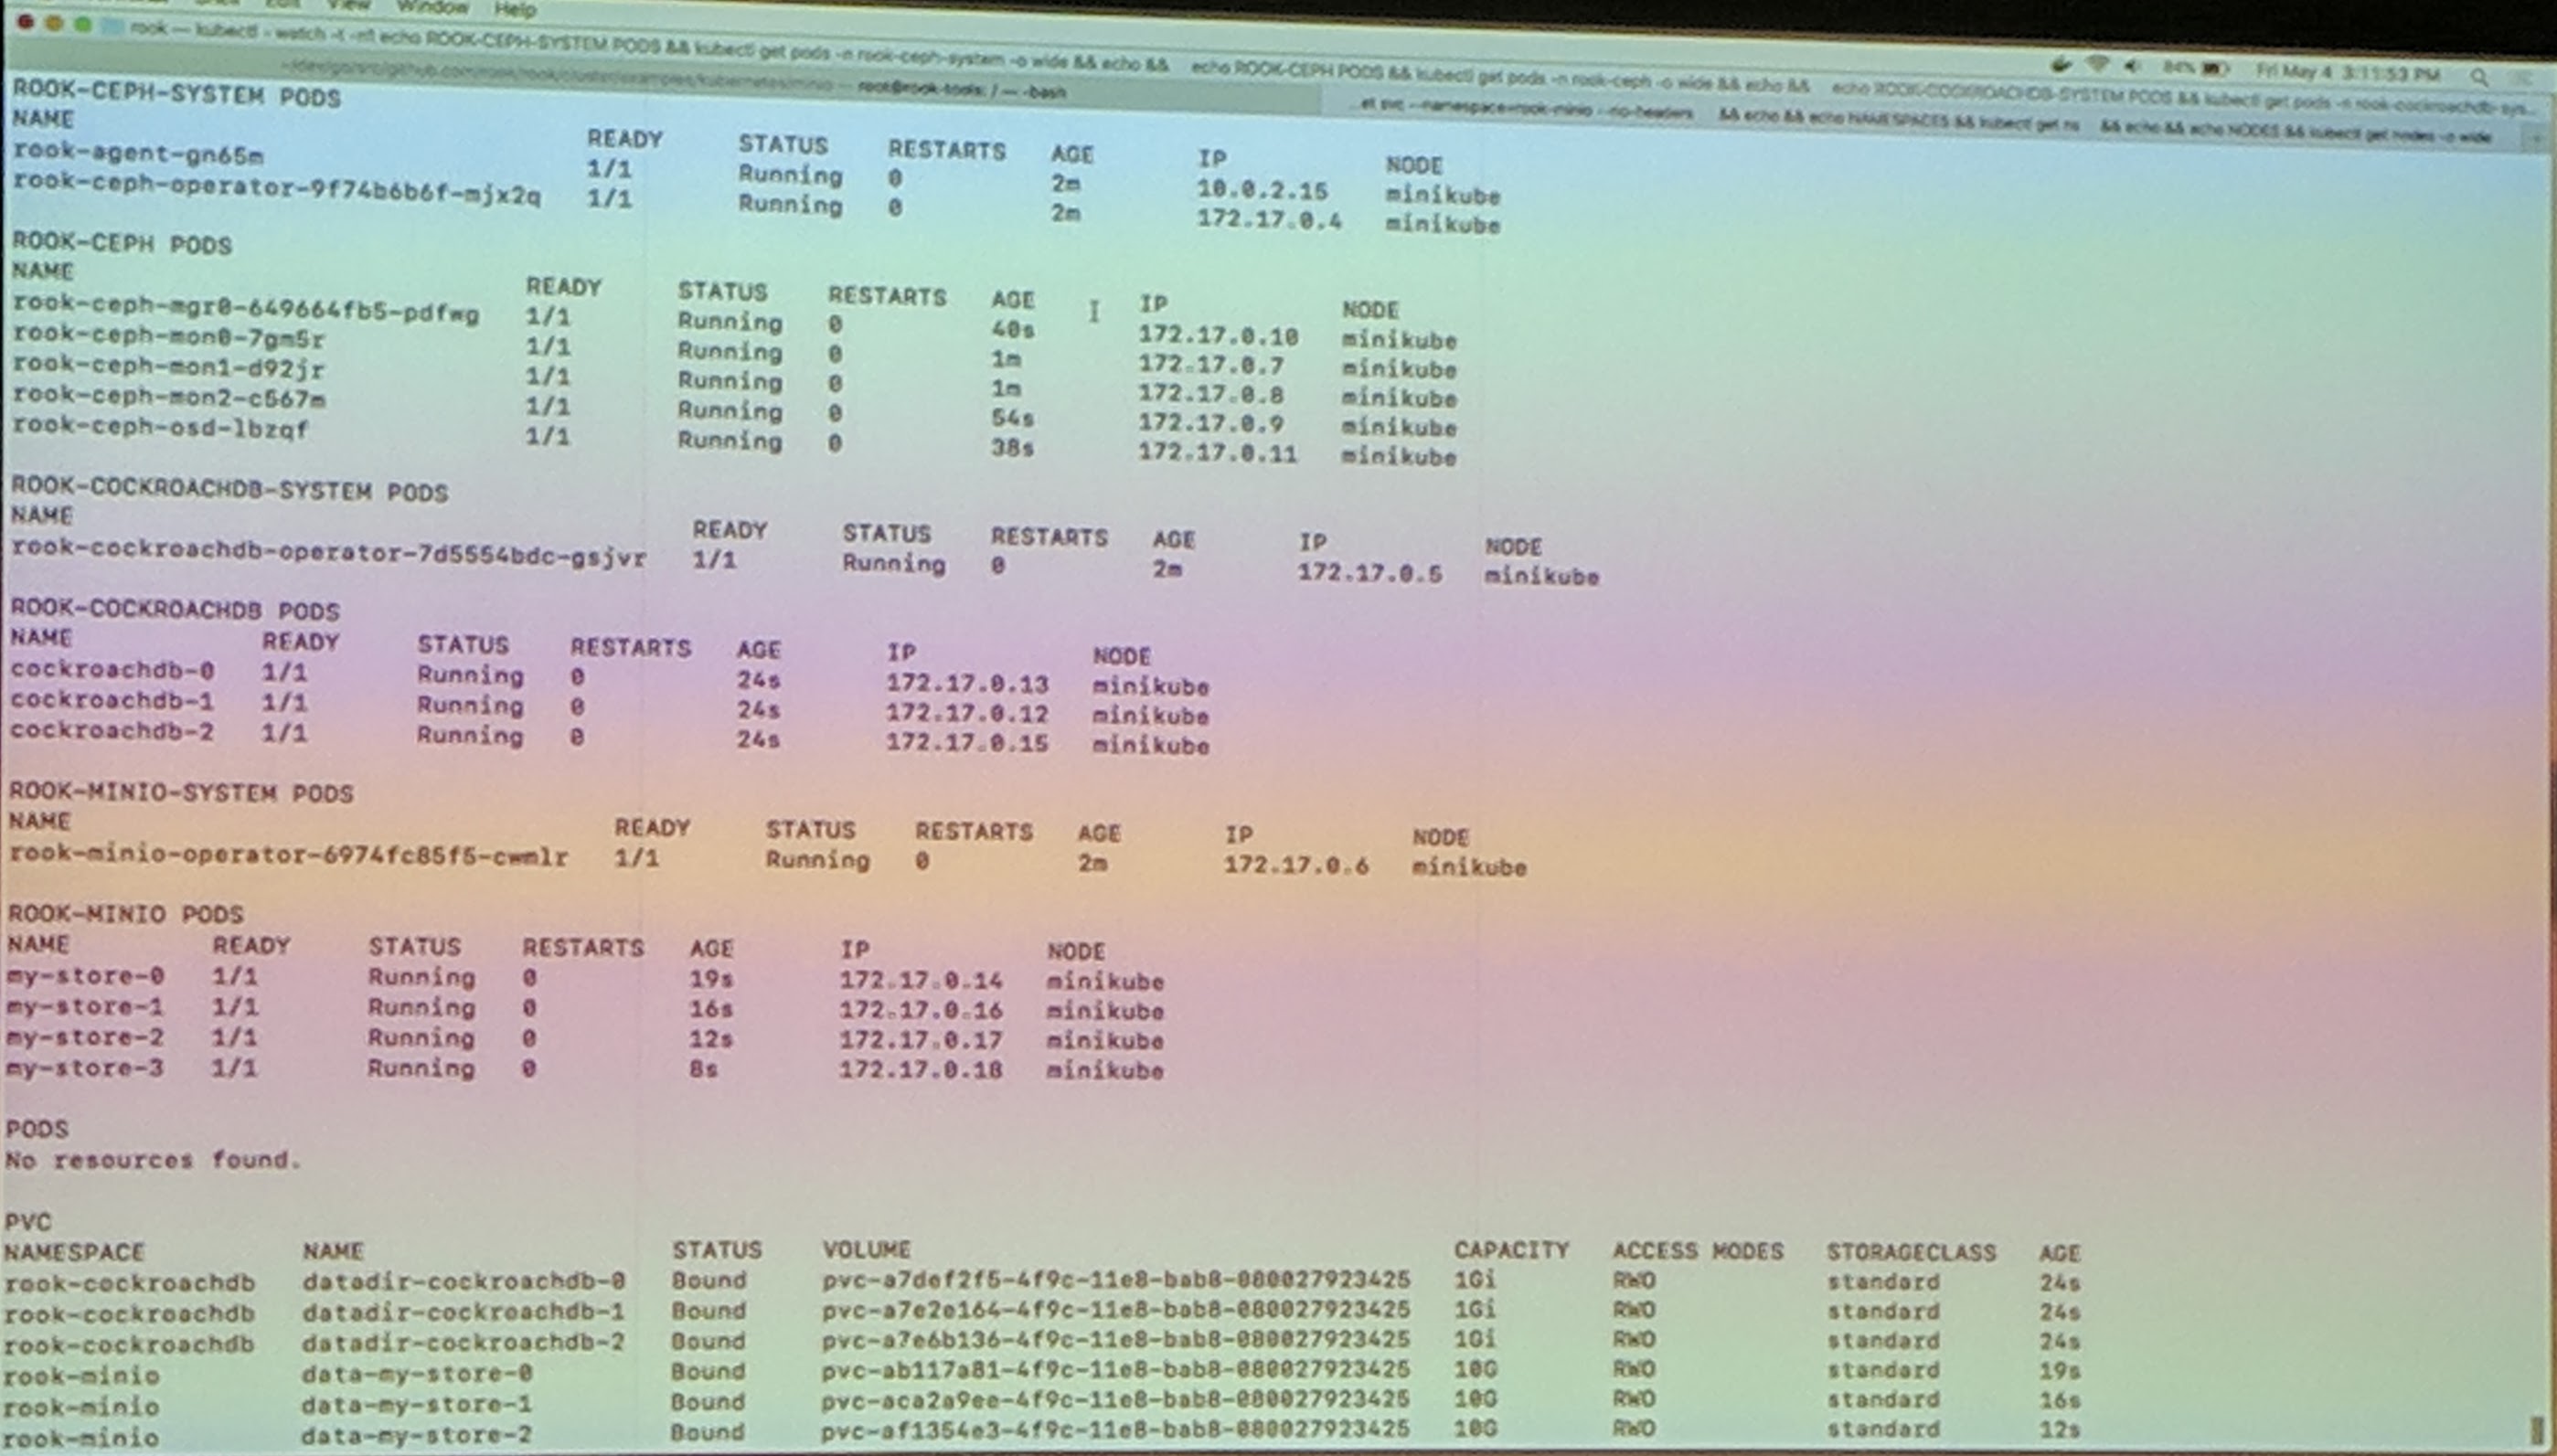 View Window Help
rook — kubectl - watch -t -n1 echo ROOK-CEPH-SYSTEM PODS && kubectl get pods -n rook-ceph-system -o wide && echo && echo ROOK-CEPH PODS && kubectl get pods -n rook-ceph -o wide && echo && echo ROOK-COCKROACHDB-SYSTEM PODS && kubectl get pods -n rook-cockroachdb-sys...
84% Fri May 4 3:11:53 PM
root@rook-tools: / — -bash
...et svc --namespace=rook-minio --no-headers && echo && echo NAMESPACES && kubectl get ns && echo && echo NODES && kubectl get nodes -o wide
ROOK-CEPH-SYSTEM PODS
NAME READY STATUS RESTARTS AGE IP NODE
rook-agent-gn65m 1/1 Running 0 2m 10.0.2.15 minikube
rook-ceph-operator-9f74b6b6f-mjx2q 1/1 Running 0 2m 172.17.0.4 minikube
ROOK-CEPH PODS
NAME READY STATUS RESTARTS AGE IP NODE
rook-ceph-mgr0-649664fb5-pdfwg 1/1 Running 0 40s 172.17.0.10 minikube
rook-ceph-mon0-7gm5r 1/1 Running 0 1m 172.17.0.7 minikube
rook-ceph-mon1-d92jr 1/1 Running 0 1m 172.17.0.8 minikube
rook-ceph-mon2-c567m 1/1 Running 0 54s 172.17.0.9 minikube
rook-ceph-osd-lbzqf 1/1 Running 0 38s 172.17.0.11 minikube
ROOK-COCKROACHDB-SYSTEM PODS
NAME READY STATUS RESTARTS AGE IP NODE
rook-cockroachdb-operator-7d5554bdc-gsjvr 1/1 Running 0 2m 172.17.0.5 minikube
ROOK-COCKROACHDB PODS
NAME READY STATUS RESTARTS AGE IP NODE
cockroachdb-0 1/1 Running 0 24s 172.17.0.13 minikube
cockroachdb-1 1/1 Running 0 24s 172.17.0.12 minikube
cockroachdb-2 1/1 Running 0 24s 172.17.0.15 minikube
ROOK-MINIO-SYSTEM PODS
NAME READY STATUS RESTARTS AGE IP NODE
rook-minio-operator-6974fc85f5-cwmlr 1/1 Running 0 2m 172.17.0.6 minikube
ROOK-MINIO PODS
NAME READY STATUS RESTARTS AGE IP NODE
my-store-0 1/1 Running 0 19s 172.17.0.14 minikube
my-store-1 1/1 Running 0 16s 172.17.0.16 minikube
my-store-2 1/1 Running 0 12s 172.17.0.17 minikube
my-store-3 1/1 Running 0 8s 172.17.0.18 minikube
PODS
No resources found.
PVC
NAMESPACE NAME STATUS VOLUME CAPACITY ACCESS MODES STORAGECLASS AGE
rook-cockroachdb datadir-cockroachdb-0 Bound pvc-a7def2f5-4f9c-11e8-bab8-080027923425 1Gi RWO standard 24s
rook-cockroachdb datadir-cockroachdb-1 Bound pvc-a7e2e164-4f9c-11e8-bab8-080027923425 1Gi RWO standard 24s
rook-cockroachdb datadir-cockroachdb-2 Bound pvc-a7e6b136-4f9c-11e8-bab8-080027923425 1Gi RWO standard 24s
rook-minio data-my-store-0 Bound pvc-ab117a81-4f9c-11e8-bab8-080027923425 10G RWO standard 19s
rook-minio data-my-store-1 Bound pvc-aca2a9ee-4f9c-11e8-bab8-080027923425 10G RWO standard 16s
rook-minio data-my-store-2 Bound pvc-af1354e3-4f9c-11e8-bab8-080027923425 10G RWO standard 12s